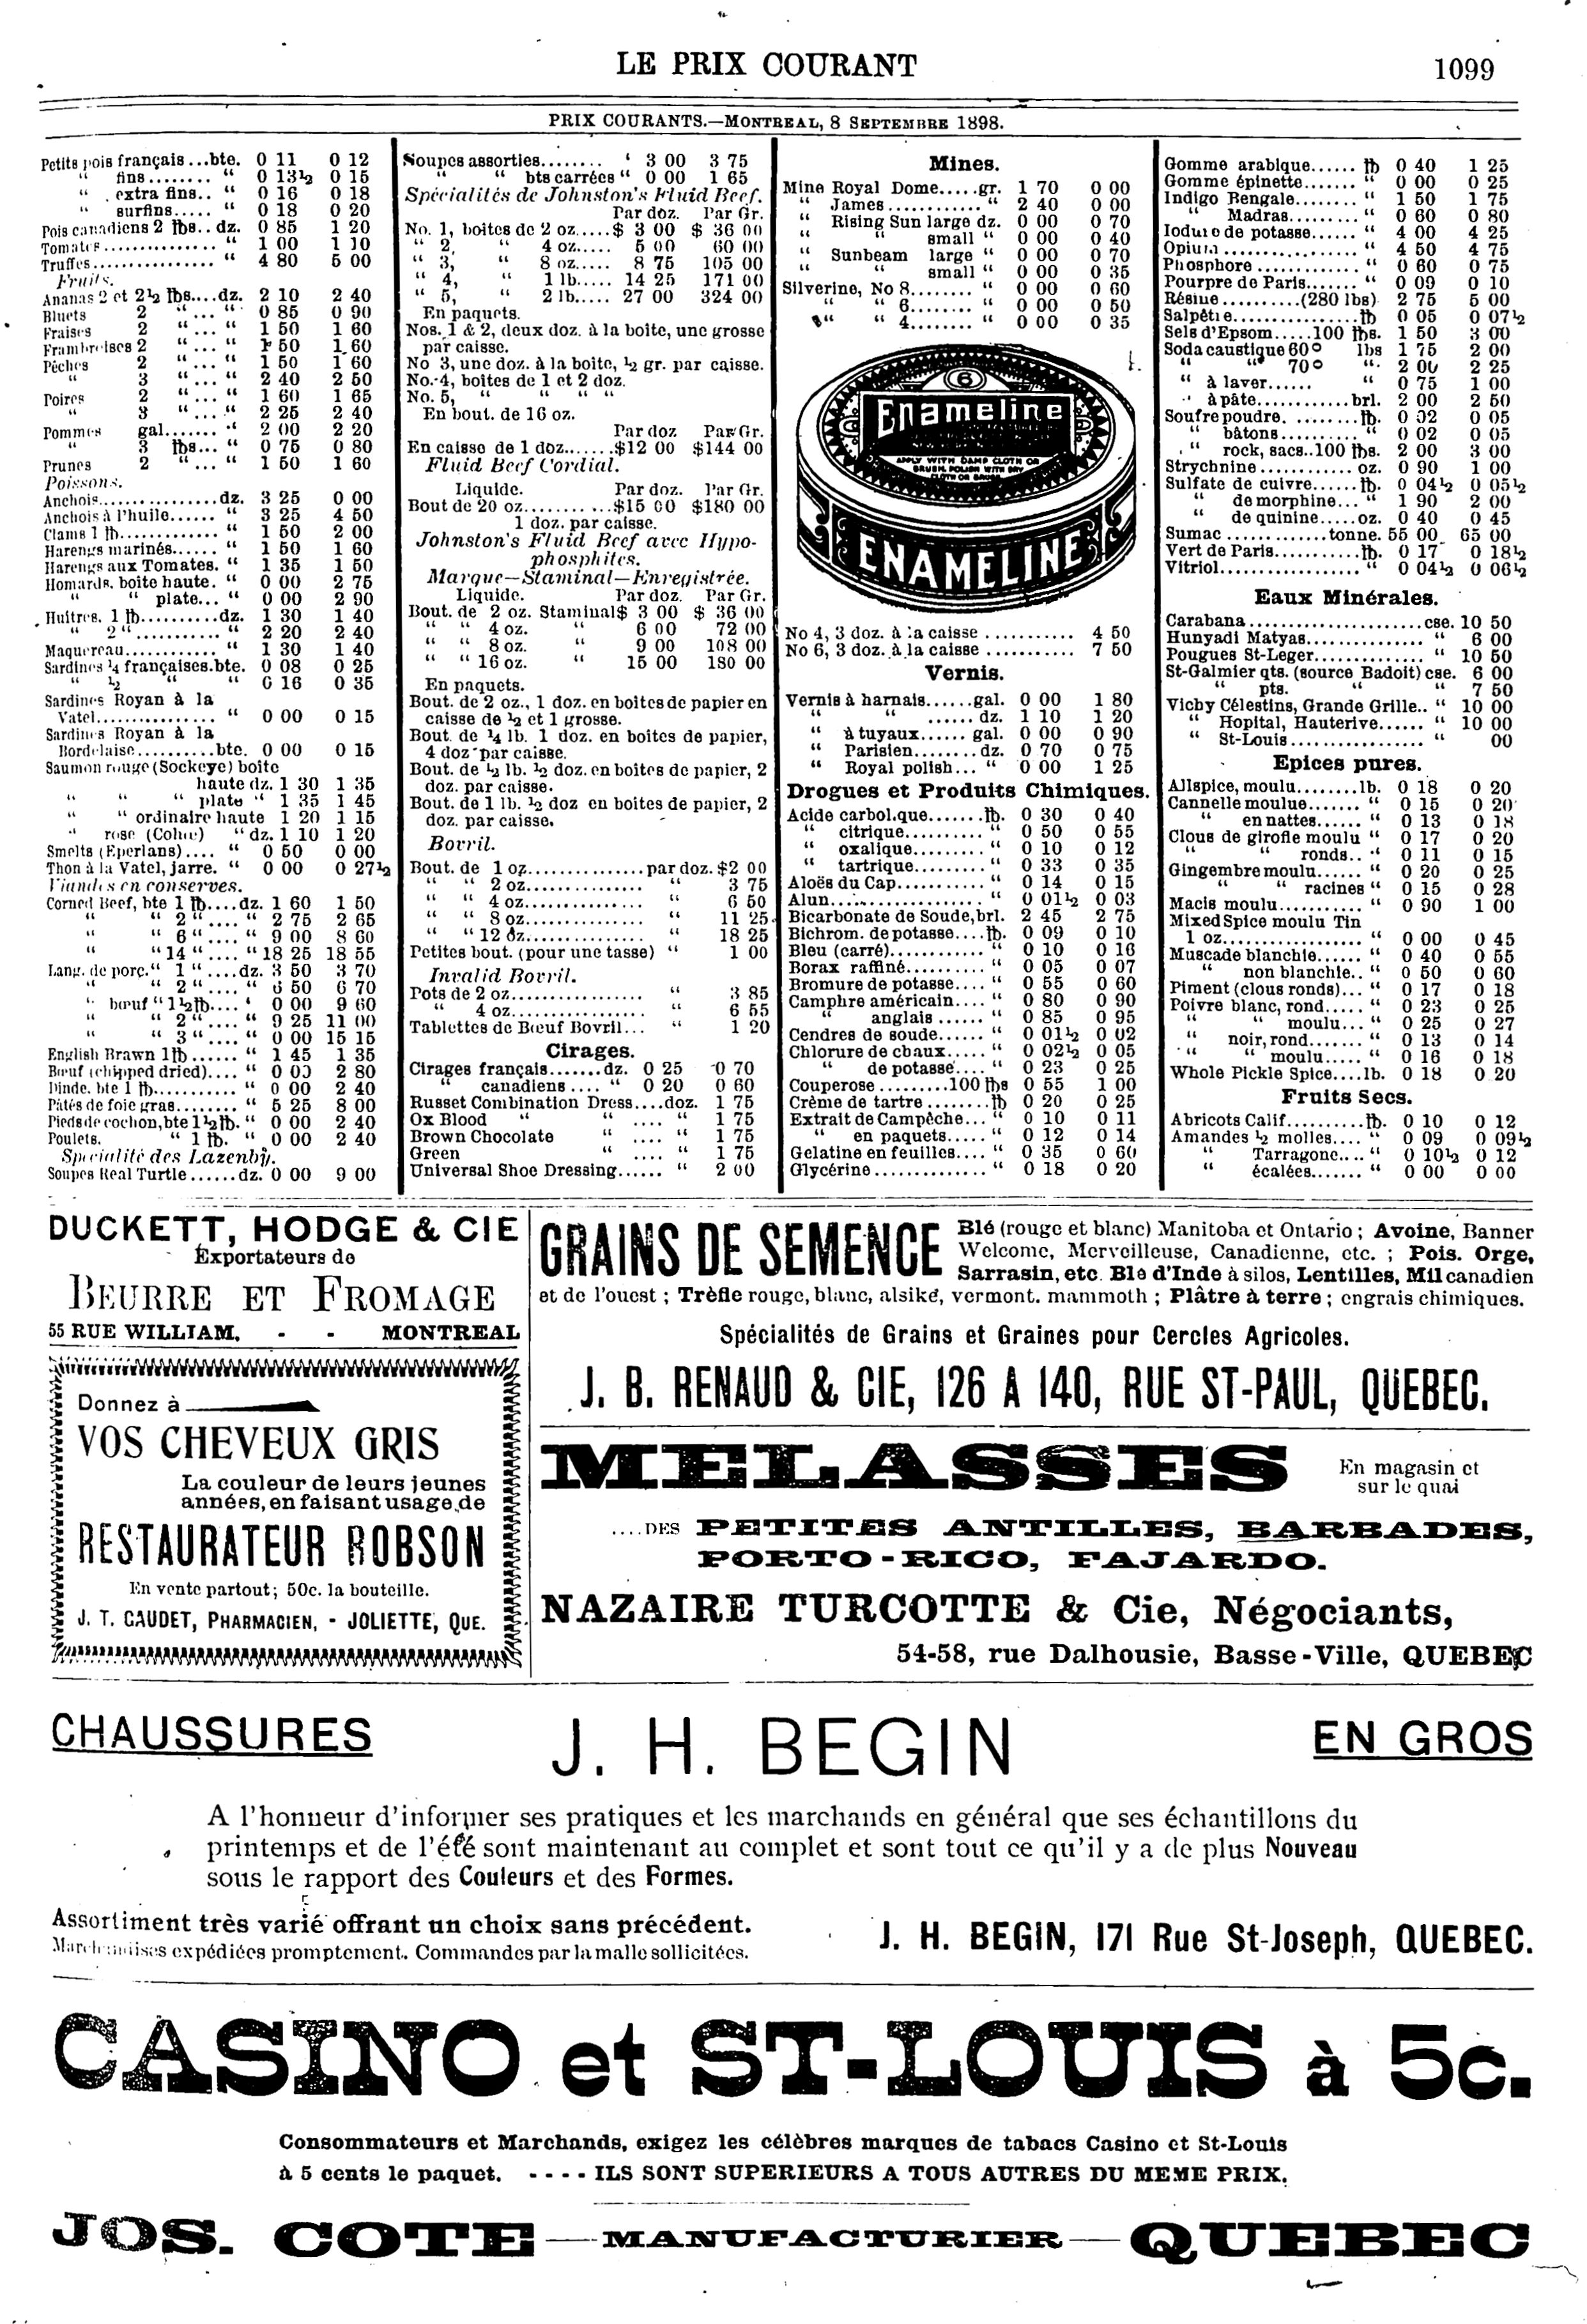 LE PRIX COURANT
1099
PRIX COURANTS.—MONTREAL, 8 SEPTEMBRE 1898.
Petits pois français...bte. 0 11 0 12
" fins........ " 0 13½ 0 15
" extra fins.. " 0 16 0 18
" surfins..... " 0 18 0 20
Pois canadiens 2 lbs.. dz. 0 85 1 20
Tomates............... " 1 00 1 10
Truffes................ " 4 80 5 00
Fruits.
Ananas 2 et 2½ lbs....dz. 2 10 2 40
Bluets 2 "... " 0 85 0 90
Fraises 2 "... " 1 50 1 60
Frambroises 2 "... " 1 50 1 60
Pêches 2 "... " 1 50 1 60
" 3 "... " 2 40 2 50
Poires 2 "... " 1 60 1 65
" 3 "... " 2 25 2 40
Pommes gal....... " 2 00 2 20
" 3 lbs... " 0 75 0 80
Prunes 2 "... " 1 50 1 60
Poissons.
Anchois................dz. 3 25 0 00
Anchois à l'huile...... " 3 25 4 50
Clams 1 lb............. " 1 50 2 00
Harengs marinés...... " 1 50 1 60
Harengs aux Tomates. " 1 35 1 50
Homards, boite haute. " 0 00 2 75
" " plate... " 0 00 2 90
Huîtres, 1 lb..........dz. 1 30 1 40
" 2 "........... " 2 20 2 40
Maquereau............ " 1 30 1 40
Sardines ¼ françaises.bte. 0 08 0 25
" ½ " " 0 16 0 35
Sardines Royan à la
Vatel................ " 0 00 0 15
Sardines Royan à la
Bordelaise..........bte. 0 00 0 15
Saumon rouge (Sockeye) boite
haute dz. 1 30 1 35
" " " plate " 1 35 1 45
" " " ordinaire haute 1 20 1 15
" rose (Cohoe) " dz. 1 10 1 20
Smelts (Eperlans).... " 0 50 0 00
Thon à la Vatel, jarre. " 0 00 0 27½
Viandes en conserves.
Corned Beef, bte 1 lb....dz. 1 60 1 50
" " 2 ".... " 2 75 2 65
" " 6 ".... " 9 00 8 60
" " 14 ".... " 18 25 18 55
Lang. de porc. " 1 "....dz. 3 50 3 70
" " 2 ".... " 6 50 6 70
" bœuf " 1½lb.... " 0 00 9 60
" " 2 ".... " 9 25 11 00
" " 3 ".... " 0 00 15 15
English Brawn 1 lb...... " 1 45 1 35
Bœuf (chipped dried).... " 0 00 2 80
Dinde, bte 1 lb.......... " 0 00 2 40
Pâtés de foie gras........ " 5 25 8 00
Pieds de cochon, bte 1½lb. " 0 00 2 40
Poulets. " 1 lb. " 0 00 2 40
Spécialité des Lazenby.
Soupes Real Turtle......dz. 0 00 9 00
Soupes assorties........ " 3 00 3 75
" " bts carrées " 0 00 1 65
Spécialités de Johnston's Fluid Beef.
Par doz. Par Gr.
No. 1, boites de 2 oz.....$ 3 00 $ 36 00
" 2, " 4 oz..... 5 00 60 00
" 3, " 8 oz..... 8 75 105 00
" 4, " 1 lb..... 14 25 171 00
" 5, " 2 lb..... 27 00 324 00
En paquets.
Nos. 1 & 2, deux doz. à la boîte, une grosse
par caisse.
No 3, une doz. à la boîte, ½ gr. par caisse.
No. 4, boites de 1 et 2 doz.
No. 5, " " " "
En bout. de 16 oz.
Par doz Par Gr.
En caisse de 1 doz.......$12 00 $144 00
Fluid Beef Cordial.
Liquide. Par doz. Par Gr.
Bout de 20 oz............$15 00 $180 00
1 doz. par caisse.
Johnston's Fluid Beef avec Hypo-
phosphites.
Marque—Staminal—Enregistrée.
Liquide. Par doz. Par Gr.
Bout. de 2 oz. Staminal $ 3 00 $ 36 00
" " 4 oz. " 6 00 72 00
" " 8 oz. " 9 00 108 00
" " 16 oz. " 15 00 180 00
En paquets.
Bout. de 2 oz., 1 doz. en boites de papier en
caisse de ½ et 1 grosse.
Bout. de ¼ lb. 1 doz. en boites de papier,
4 doz par caisse.
Bout. de ½ lb. ½ doz. en boites de papier, 2
doz. par caisse.
Bout. de 1 lb. ½ doz en boites de papier, 2
doz. par caisse.
Bovril.
Bout. de 1 oz...............par doz. $2 00
" " 2 oz............... " 3 75
" " 4 oz............... " 6 50
" " 8 oz............... " 11 25
" " 12 oz............... " 18 25
Petites bout. (pour une tasse) " 1 00
Invalid Bovril.
Pots de 2 oz................. " 3 85
" 4 oz................. " 6 55
Tablettes de Bœuf Bovril... " 1 20
Cirages.
Cirages français.......dz. 0 25 0 70
" canadiens.... " 0 20 0 60
Russet Combination Dress....doz. 1 75
Ox Blood " .... " 1 75
Brown Chocolate " .... " 1 75
Green " .... " 1 75
Universal Shoe Dressing...... " 2 00
Mines.
Mine Royal Dome.....gr. 1 70 0 00
" James............ " 2 40 0 00
" Rising Sun large dz. 0 00 0 70
" " small " 0 00 0 40
" Sunbeam large " 0 00 0 70
" " small " 0 00 0 35
Silverine, No 8........ " 0 00 0 60
" " 6........ " 0 00 0 50
" " 4........ " 0 00 0 35
6
Enameline
APPLY WITH DAMP CLOTH OR
BRUSH. POLISH WITH DRY
CLOTH OR BRUSH.
ENAMELINE
No 4, 3 doz. à la caisse ........... 4 50
No 6, 3 doz. à la caisse ........... 7 50
Vernis.
Vernis à harnais......gal. 0 00 1 80
" " ...... dz. 1 10 1 20
" à tuyaux...... gal. 0 00 0 90
" Parisien........ dz. 0 70 0 75
" Royal polish... " 0 00 1 25
Drogues et Produits Chimiques.
Acide carbolique.......lb. 0 30 0 40
" citrique.......... " 0 50 0 55
" oxalique......... " 0 10 0 12
" tartrique......... " 0 33 0 35
Aloës du Cap........... " 0 14 0 15
Alun.................... " 0 01½ 0 03
Bicarbonate de Soude, brl. 2 45 2 75
Bichrom. de potasse....lb. 0 09 0 10
Bleu (carré)............ " 0 10 0 16
Borax raffiné........... " 0 05 0 07
Bromure de potasse.... " 0 55 0 60
Camphre américain.... " 0 80 0 90
" anglais ...... " 0 85 0 95
Cendres de soude...... " 0 01½ 0 02
Chlorure de chaux..... " 0 02½ 0 05
" de potasse.... " 0 23 0 25
Couperose .........100 lbs 0 55 1 00
Crème de tartre ........lb 0 20 0 25
Extrait de Campêche... " 0 10 0 11
" en paquets..... " 0 12 0 14
Gelatine en feuilles.... " 0 35 0 60
Glycérine.............. " 0 18 0 20
Gomme arabique...... lb 0 40 1 25
Gomme épinette....... " 0 00 0 25
Indigo Bengale........ " 1 50 1 75
" Madras......... " 0 60 0 80
Iodure de potasse...... " 4 00 4 25
Opium................. " 4 50 4 75
Phosphore ............ " 0 60 0 75
Pourpre de Paris....... " 0 09 0 10
Résine..........(280 lbs) 2 75 5 00
Salpêtre................lb 0 05 0 07½
Sels d'Epsom.....100 lbs. 1 50 3 00
Soda caustique 60° lbs 1 75 2 00
" " 70° " 2 00 2 25
" à laver...... " 0 75 1 00
" à pâte...........brl. 2 00 2 50
Soufre poudre. ........lb. 0 02 0 05
" bâtons.......... " 0 02 0 05
" rock, sacs..100 lbs. 2 00 3 00
Strychnine............ oz. 0 90 1 00
Sulfate de cuivre......lb. 0 04½ 0 05½
" de morphine... " 1 90 2 00
" de quinine.....oz. 0 40 0 45
Sumac .............tonne. 55 00 65 00
Vert de Paris...........lb. 0 17 0 18½
Vitriol.................. " 0 04½ 0 06½
Eaux Minérales.
Carabana......................cse. 10 50
Hunyadi Matyas............... " 6 00
Pougues St-Leger.............. " 10 50
St-Galmier qts. (source Badoit) cse. 6 00
" pts. " " 7 50
Vichy Célestins, Grande Grille.. " 10 00
" Hopital, Hauterive...... " 10 00
" St-Louis................. " 00
Epices pures.
Allspice, moulu........lb. 0 18 0 20
Cannelle moulue....... " 0 15 0 20
" en nattes...... " 0 13 0 18
Clous de girofle moulu " 0 17 0 20
" " ronds.. " 0 11 0 15
Gingembre moulu...... " 0 20 0 25
" " racines " 0 15 0 28
Macis moulu........... " 0 90 1 00
Mixed Spice moulu Tin
1 oz.................. " 0 00 0 45
Muscade blanchie..... " 0 40 0 55
" non blanchie.. " 0 50 0 60
Piment (clous ronds)... " 0 17 0 18
Poivre blanc, rond..... " 0 23 0 25
" " moulu... " 0 25 0 27
" noir, rond....... " 0 13 0 14
" " moulu..... " 0 16 0 18
Whole Pickle Spice....lb. 0 18 0 20
Fruits Secs.
Abricots Calif..........lb. 0 10 0 12
Amandes ½ molles.... " 0 09 0 09½
" Tarragone.... " 0 10½ 0 12
" écalées....... " 0 00 0 00
DUCKETT, HODGE & CIE
Exportateurs de
BEURRE ET FROMAGE
55 RUE WILLIAM, - - MONTREAL
Donnez à
VOS CHEVEUX GRIS
La couleur de leurs jeunes
années, en faisant usage de
RESTAURATEUR ROBSON
En vente partout; 50c. la bouteille.
J. T. GAUDET, PHARMACIEN, - JOLIETTE, QUE.
GRAINS DE SEMENCE
Blé (rouge et blanc) Manitoba et Ontario; Avoine, Banner
Welcome, Merveilleuse, Canadienne, etc. ; Pois. Orge,
Sarrasin, etc. Blé d'Inde à silos, Lentilles, Mil canadien
et de l'ouest ; Trèfle rouge, blanc, alsike, vermont. mammoth ; Plâtre à terre ; engrais chimiques.
Spécialités de Grains et Graines pour Cercles Agricoles.
J. B. RENAUD & CIE, 126 A 140, RUE ST-PAUL, QUEBEC.
MELASSES
En magasin et
sur le quai
....DES PETITES ANTILLES, BARBADES,
PORTO-RICO, FAJARDO.
NAZAIRE TURCOTTE & Cie, Négociants,
54-58, rue Dalhousie, Basse-Ville, QUEBEC
CHAUSSURES
J. H. BEGIN
EN GROS
A l'honneur d'informer ses pratiques et les marchands en général que ses échantillons du
printemps et de l'été sont maintenant au complet et sont tout ce qu'il y a de plus Nouveau
sous le rapport des Couleurs et des Formes.
Assortiment très varié offrant un choix sans précédent.
Marchandises expédiées promptement. Commandes par la malle sollicitées.
J. H. BEGIN, 171 Rue St-Joseph, QUEBEC.
CASINO et ST-LOUIS à 5c.
Consommateurs et Marchands, exigez les célèbres marques de tabacs Casino et St-Louis
à 5 cents le paquet. - - - - ILS SONT SUPERIEURS A TOUS AUTRES DU MEME PRIX.
JOS. COTE—MANUFACTURIER—QUEBEC